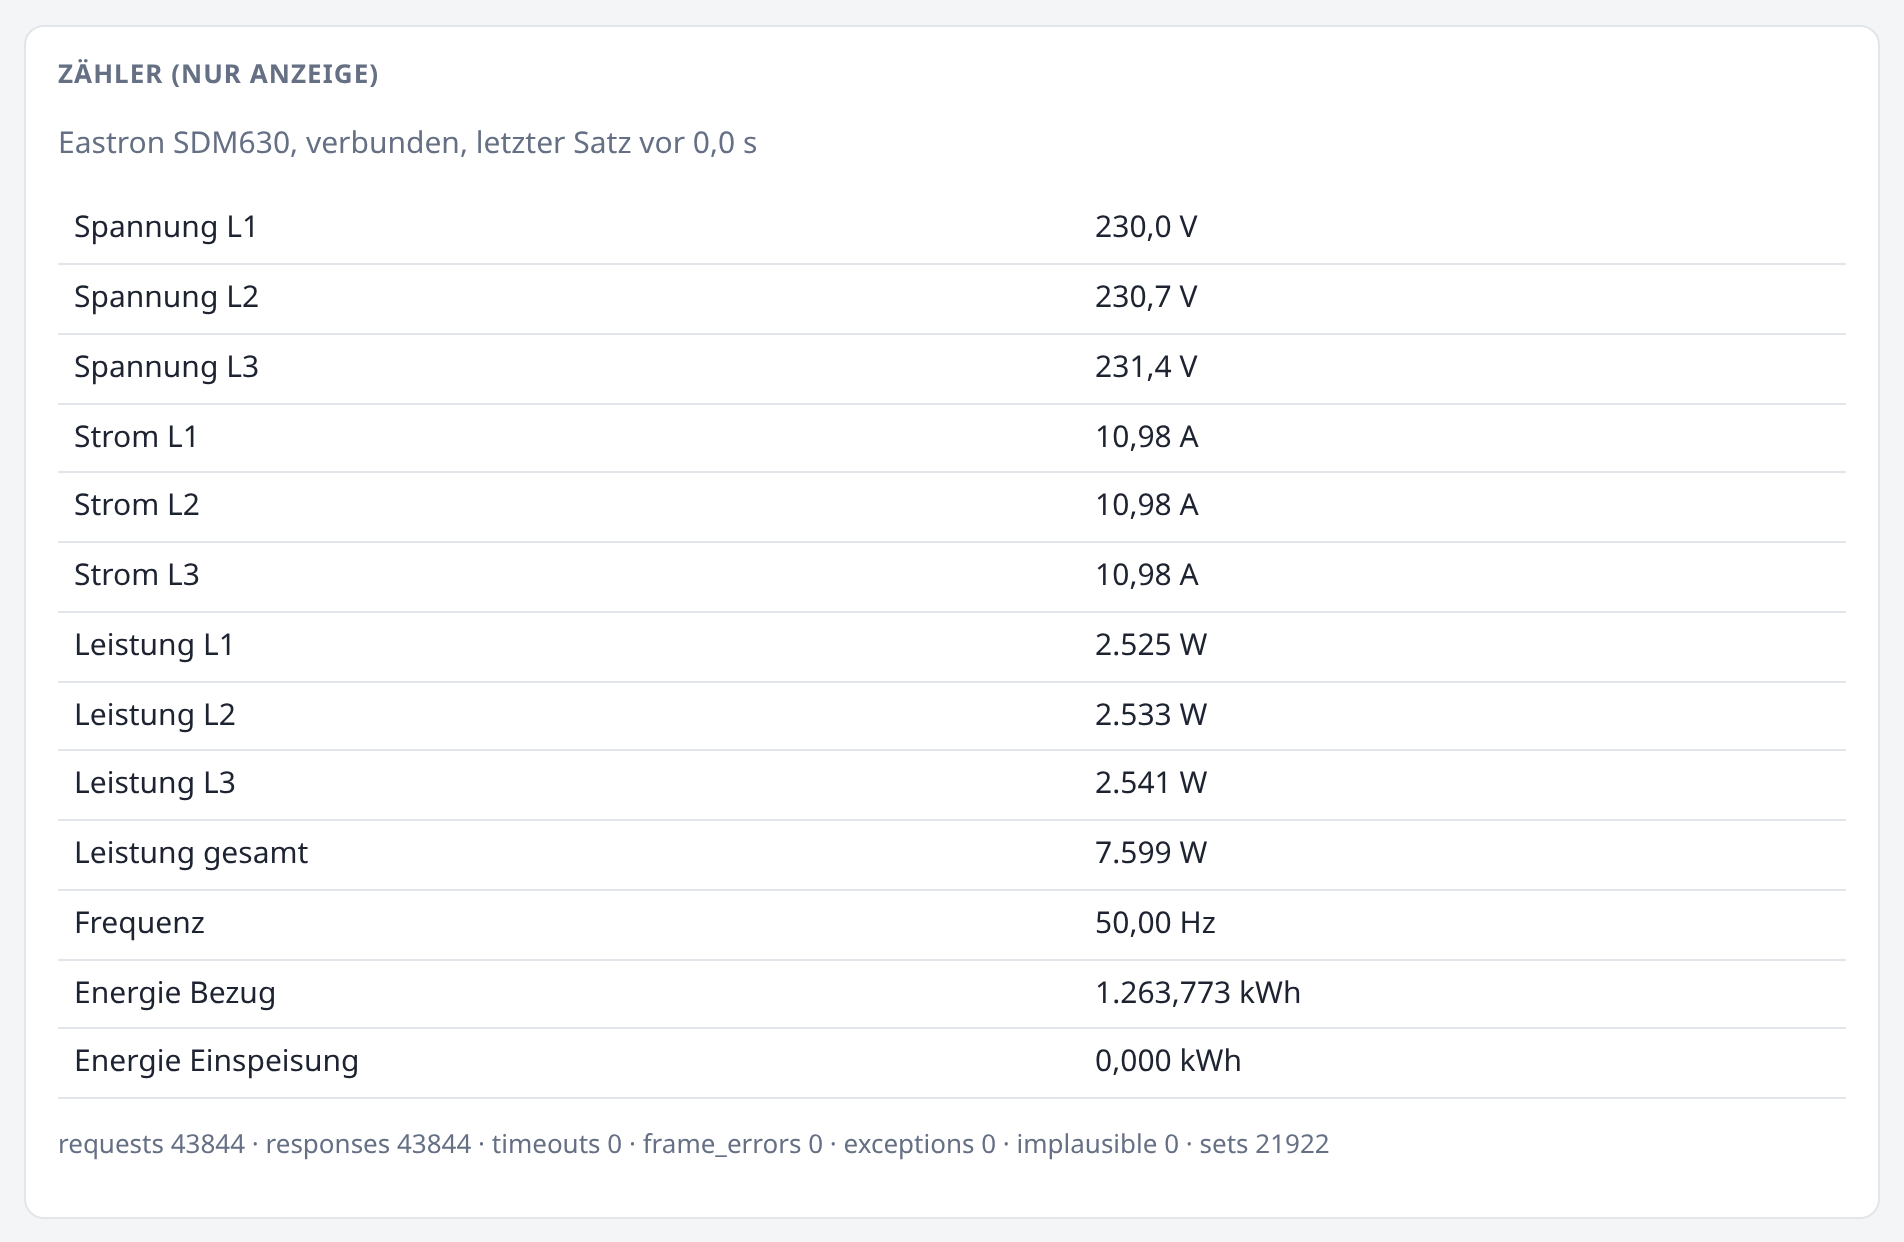 ZÄHLER (NUR ANZEIGE)
Eastron SDM630, verbunden, letzter Satz vor 0,0 s
Spannung L1 230,0 V
Spannung L2 230,7 V
Spannung L3 231,4 V
Strom L1 10,98 A
Strom L2 10,98 A
Strom L3 10,98 A
Leistung L1 2.525 W
Leistung L2 2.533 W
Leistung L3 2.541 W
Leistung gesamt 7.599 W
Frequenz 50,00 Hz
Energie Bezug 1.263,773 kWh
Energie Einspeisung 0,000 kWh
requests 43844 · responses 43844 · timeouts 0 · frame_errors 0 · exceptions 0 · implausible 0 · sets 21922